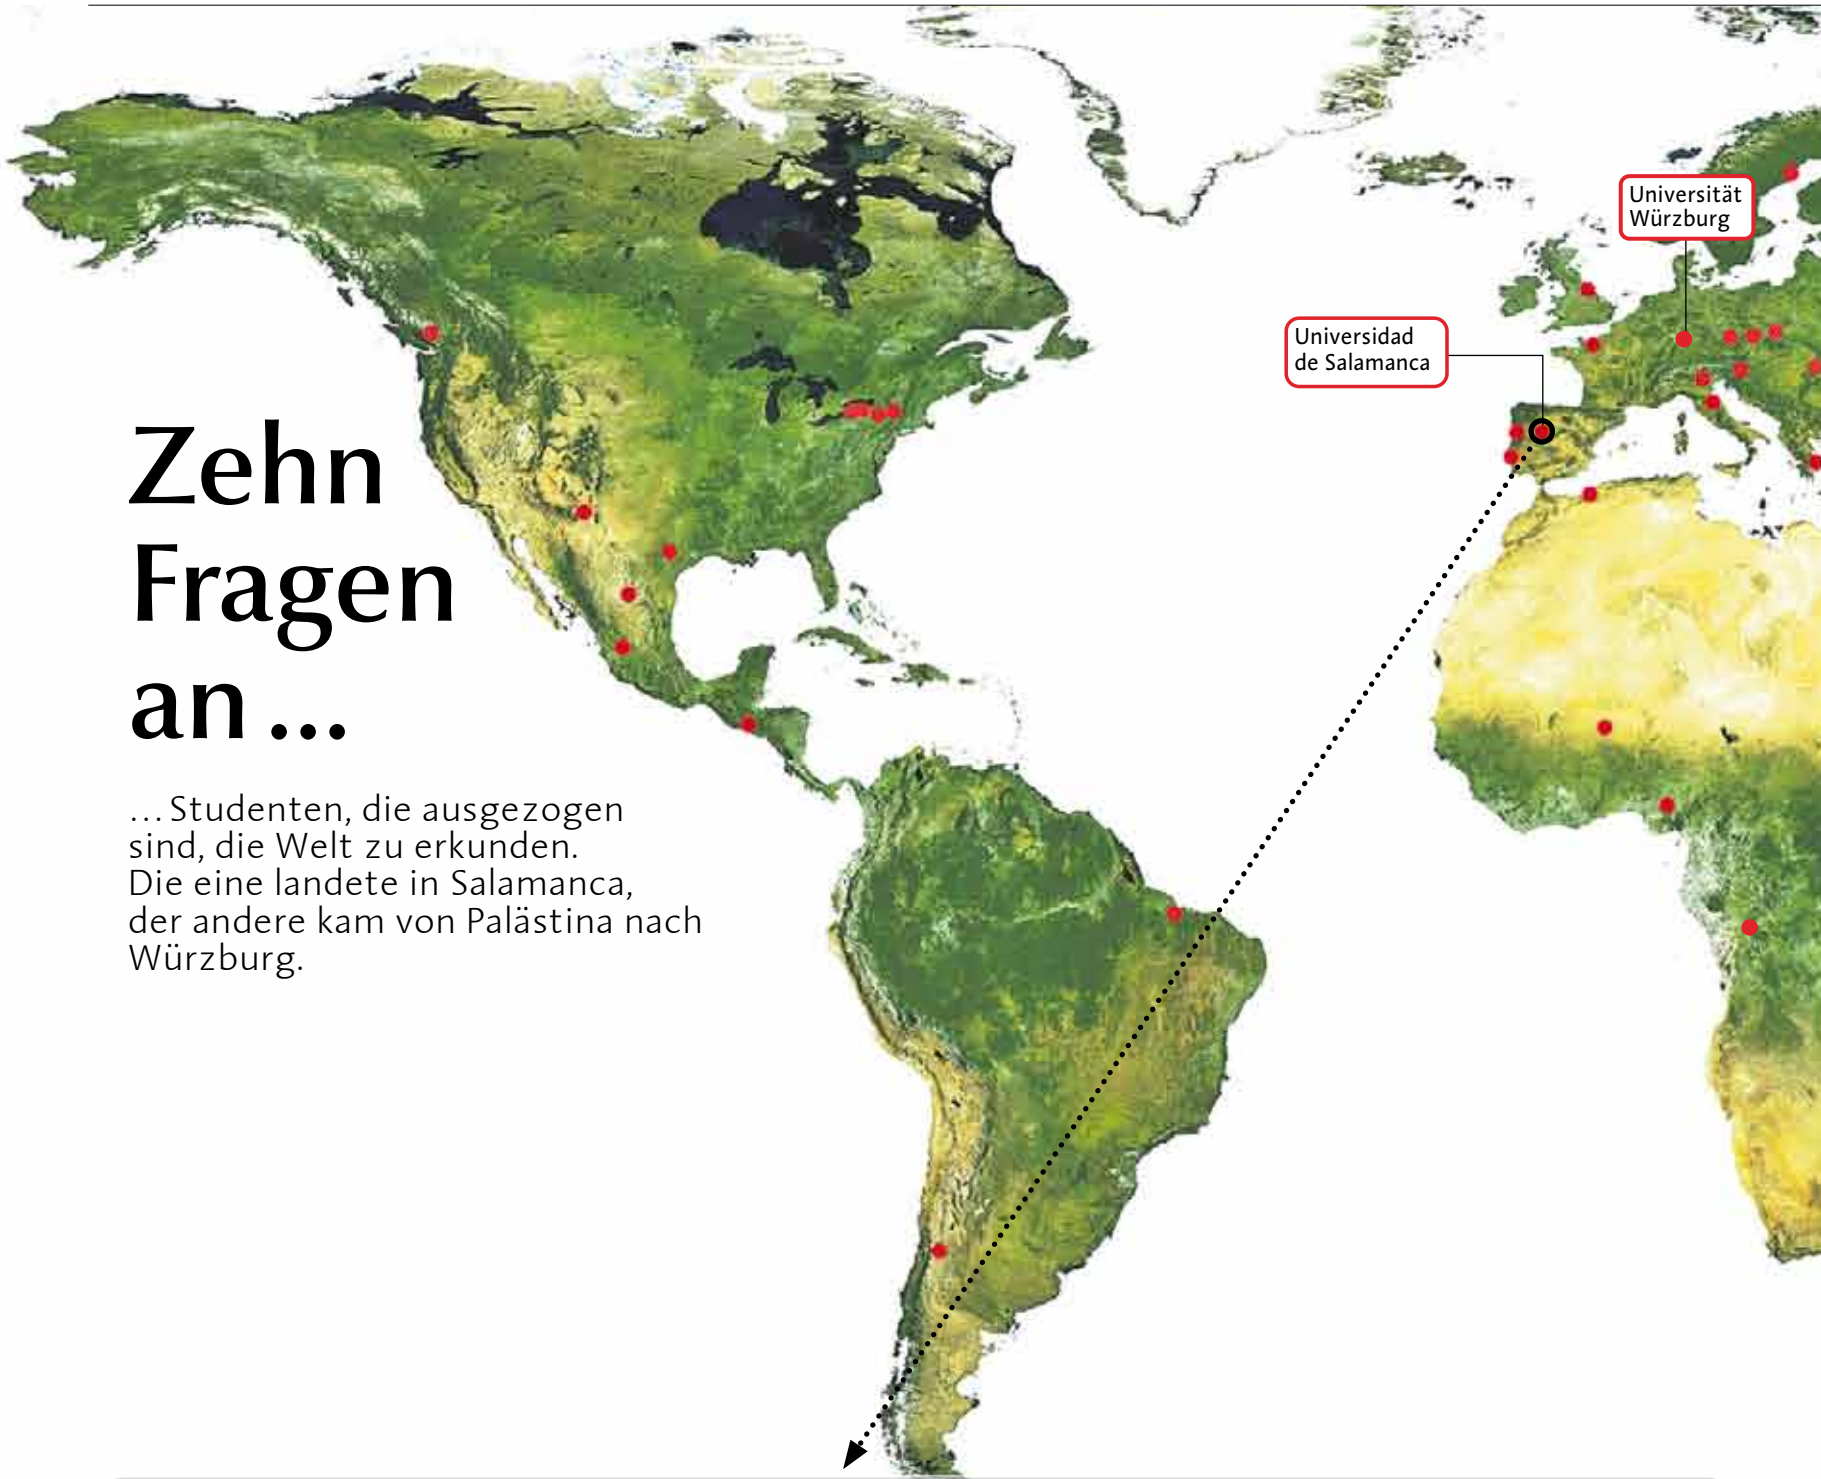 Zehn
Fragen
an ...
... Studenten, die ausgezogen
sind, die Welt zu erkunden.
Die eine landete in Salamanca,
der andere kam von Palästina nach
Würzburg.
Universidad
de Salamanca
Universität
Würzburg